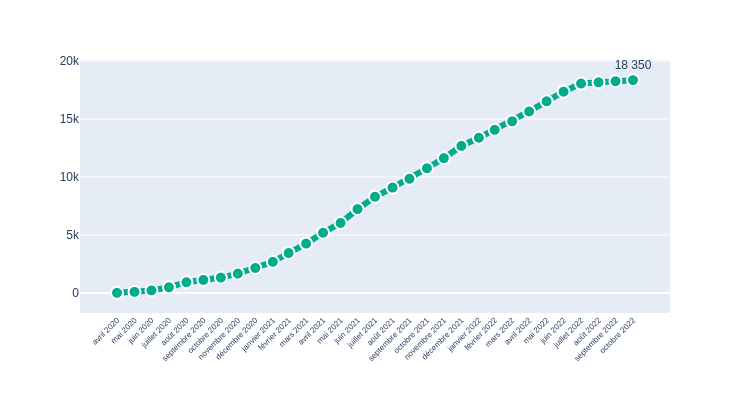 20k
18 350
15k
10k
5k
0
avril 2020
mai 2020
juin 2020
juillet 2020
août 2020
septembre 2020
octobre 2020
novembre 2020
décembre 2020
janvier 2021
février 2021
mars 2021
avril 2021
mai 2021
juin 2021
juillet 2021
août 2021
septembre 2021
octobre 2021
novembre 2021
décembre 2021
janvier 2022
février 2022
mars 2022
avril 2022
mai 2022
juin 2022
juillet 2022
août 2022
septembre 2022
octobre 2022